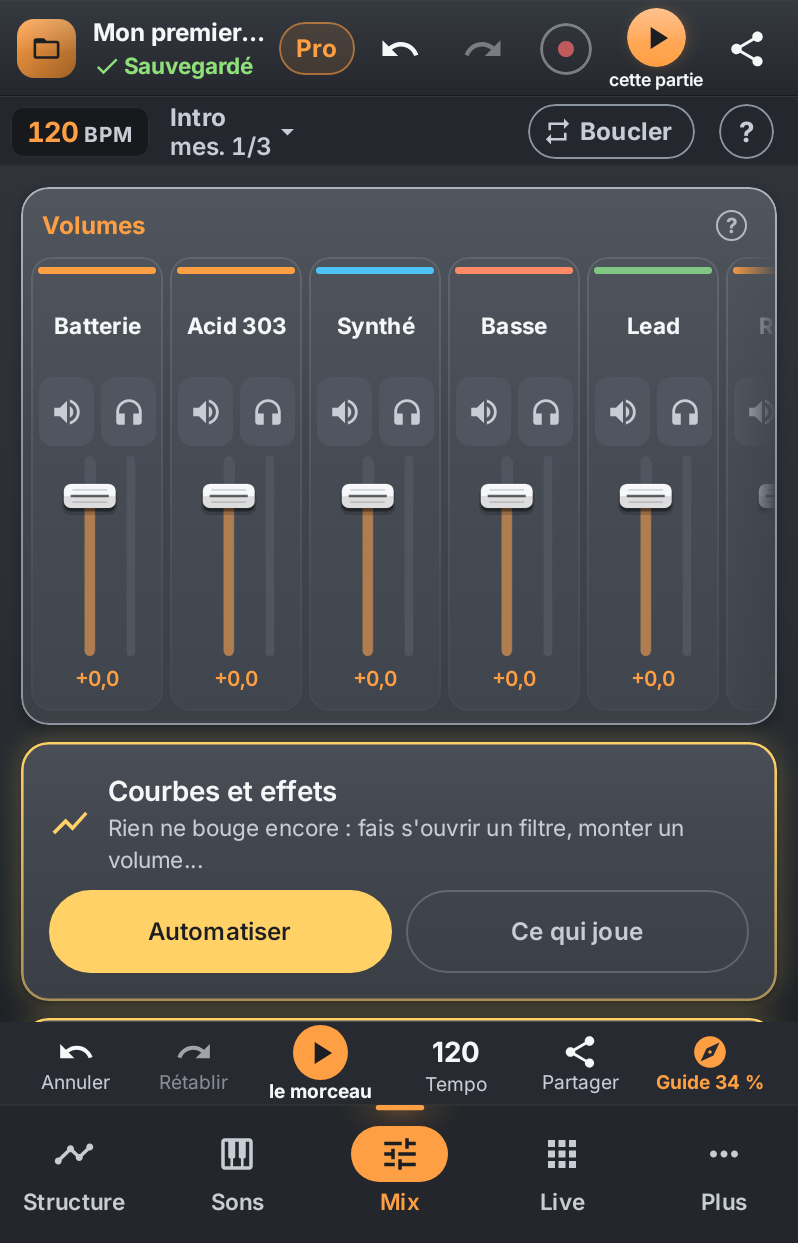 Mon premier...
Pro
Sauvegardé
cette partie
120 BPM
Intro
mes. 1/3
Boucler
?
Volumes
?
Batterie
Acid 303
Synthé
Basse
Lead
R
+0,0
+0,0
+0,0
+0,0
+0,0
Courbes et effets
Rien ne bouge encore : fais s'ouvrir un filtre, monter un
volume...
Automatiser
Ce qui joue
Annuler
Rétablir
le morceau
120
Tempo
Partager
Guide 34 %
Structure
Sons
Mix
Live
Plus